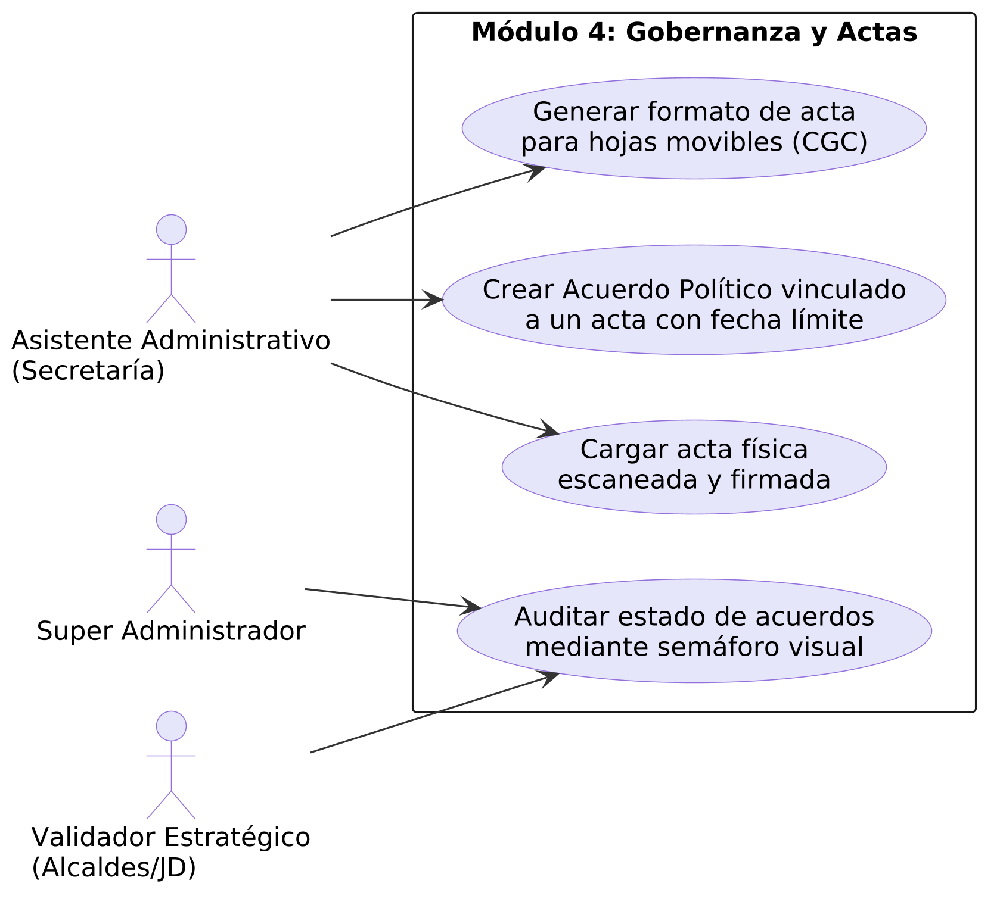 Módulo 4: Gobernanza y Actas
Generar formato de acta
para hojas movibles (CGC)
Crear Acuerdo Político vinculado
a un acta con fecha límite
Asistente Administrativo
(Secretaría)
Cargar acta física
escaneada y firmada
Super Administrador
Auditar estado de acuerdos
mediante semáforo visual
Validador Estratégico
(Alcaldes/JD)